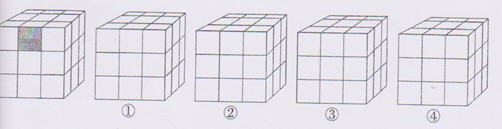 ① ② ③ ④